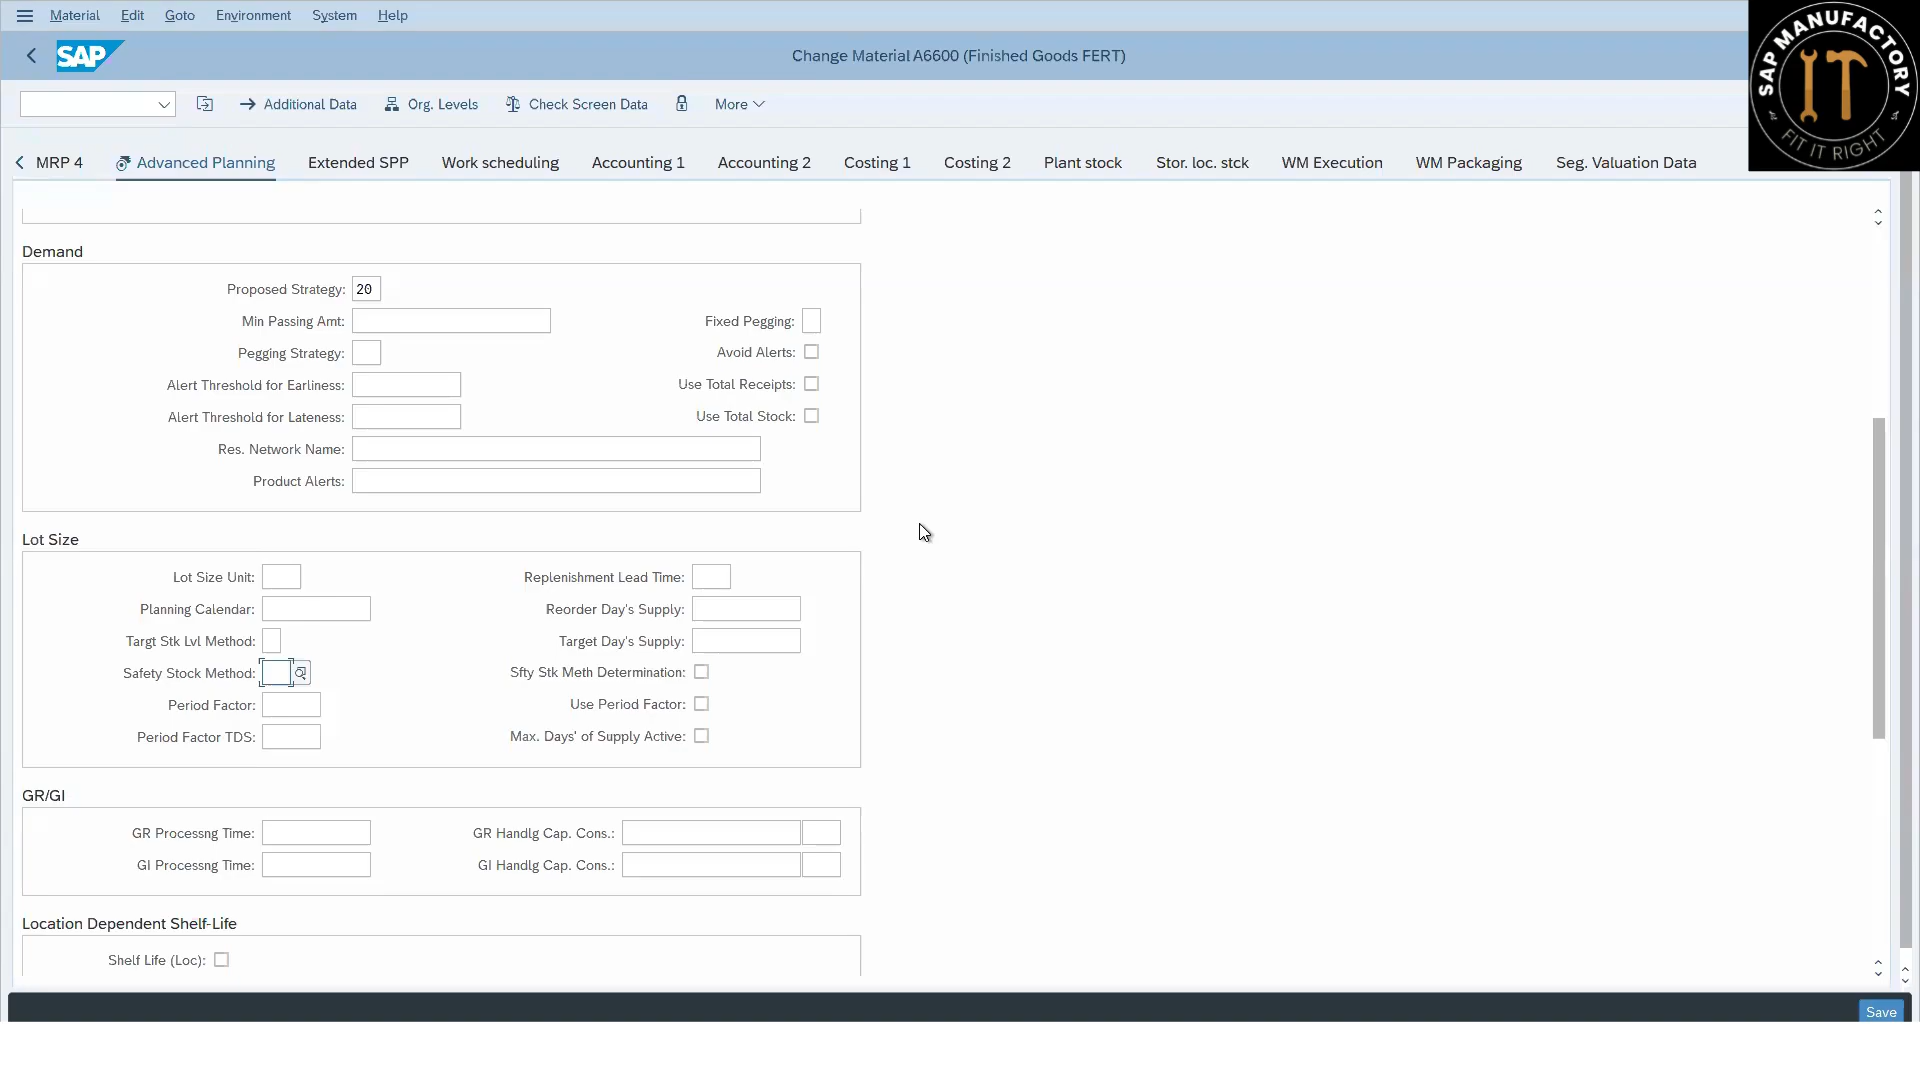 Material Edit Goto Environment System Help
SAP
Change Material A6600 (Finished Goods FERT)
Additional Data Org. Levels Check Screen Data More
MRP 4 Advanced Planning Extended SPP Work scheduling Accounting 1 Accounting 2 Costing 1 Costing 2 Plant stock Stor. loc. stck WM Execution WM Packaging Seg. Valuation Data
SAP MANUFACTORY
IT
FIT IT RIGHT
Demand
Proposed Strategy: 20
Min Passing Amt: Fixed Pegging:
Pegging Strategy: Avoid Alerts:
Alert Threshold for Earliness: Use Total Receipts:
Alert Threshold for Lateness: Use Total Stock:
Res. Network Name:
Product Alerts:
Lot Size
Lot Size Unit: Replenishment Lead Time:
Planning Calendar: Reorder Day's Supply:
Targt Stk Lvl Method: Target Day's Supply:
Safety Stock Method: Sfty Stk Meth Determination:
Period Factor: Use Period Factor:
Period Factor TDS: Max. Days' of Supply Active:
GR/GI
GR Processng Time: GR Handlg Cap. Cons.:
GI Processng Time: GI Handlg Cap. Cons.:
Location Dependent Shelf-Life
Shelf Life (Loc):
Save